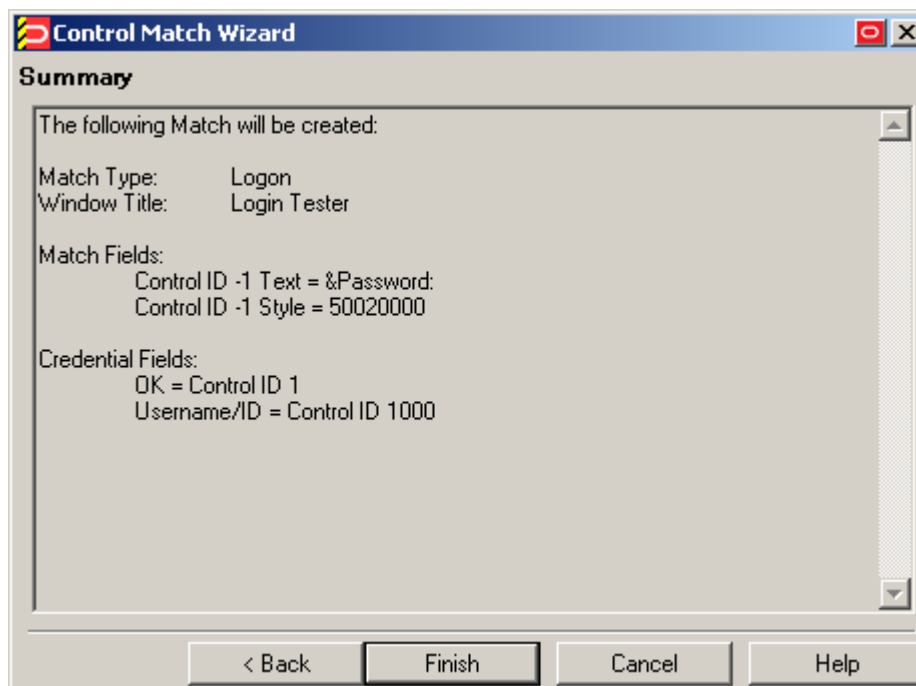 Control Match Wizard
Summary
The following Match will be created:
Match Type: Logon
Window Title: Login Tester
Match Fields:
Control ID -1 Text = &Password:
Control ID -1 Style = 50020000
Credential Fields:
OK = Control ID 1
Username/ID = Control ID 1000
< Back Finish Cancel Help